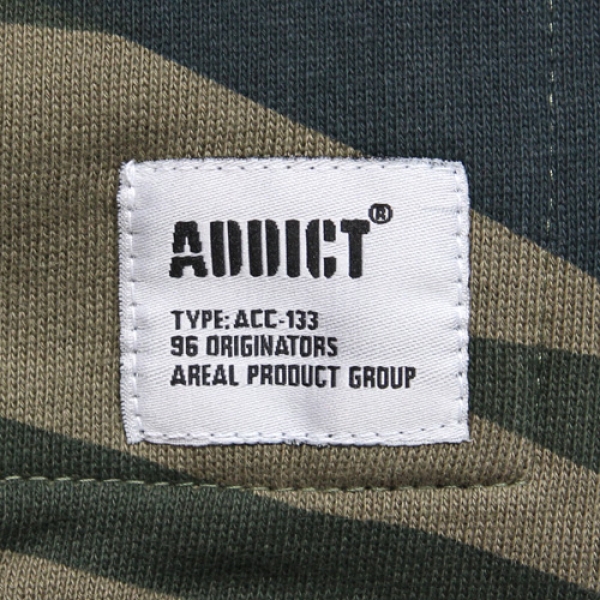 ADDICT®
TYPE: ACC-133
96 ORIGINATORS
AREAL PRODUCT GROUP